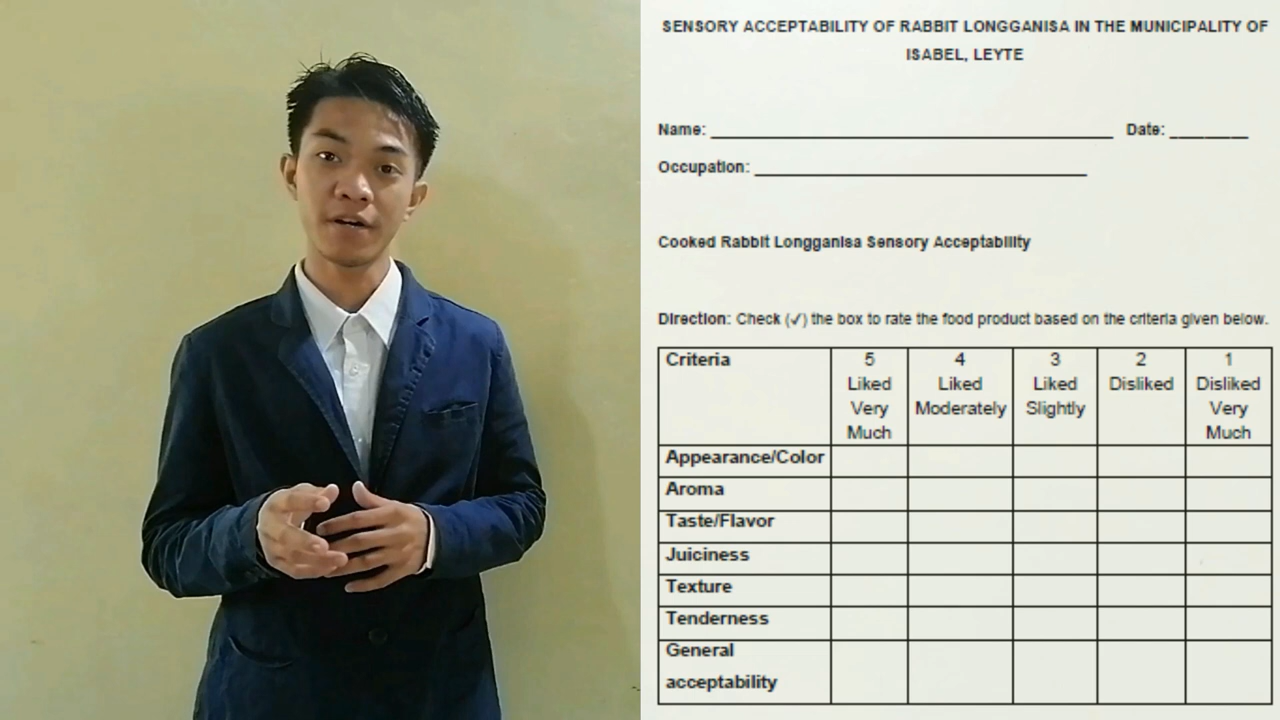 SENSORY ACCEPTABILITY OF RABBIT LONGGANISA IN THE MUNICIPALITY OF
ISABEL, LEYTE
Name: Date:
Occupation:
Cooked Rabbit Longganisa Sensory Acceptability
Direction: Check (✓) the box to rate the food product based on the criteria given below.
Criteria 5 4 3 2 1
Liked Liked Liked Disliked Disliked
Very Moderately Slightly Very
Much Much
Appearance/Color
Aroma
Taste/Flavor
Juiciness
Texture
Tenderness
General
acceptability